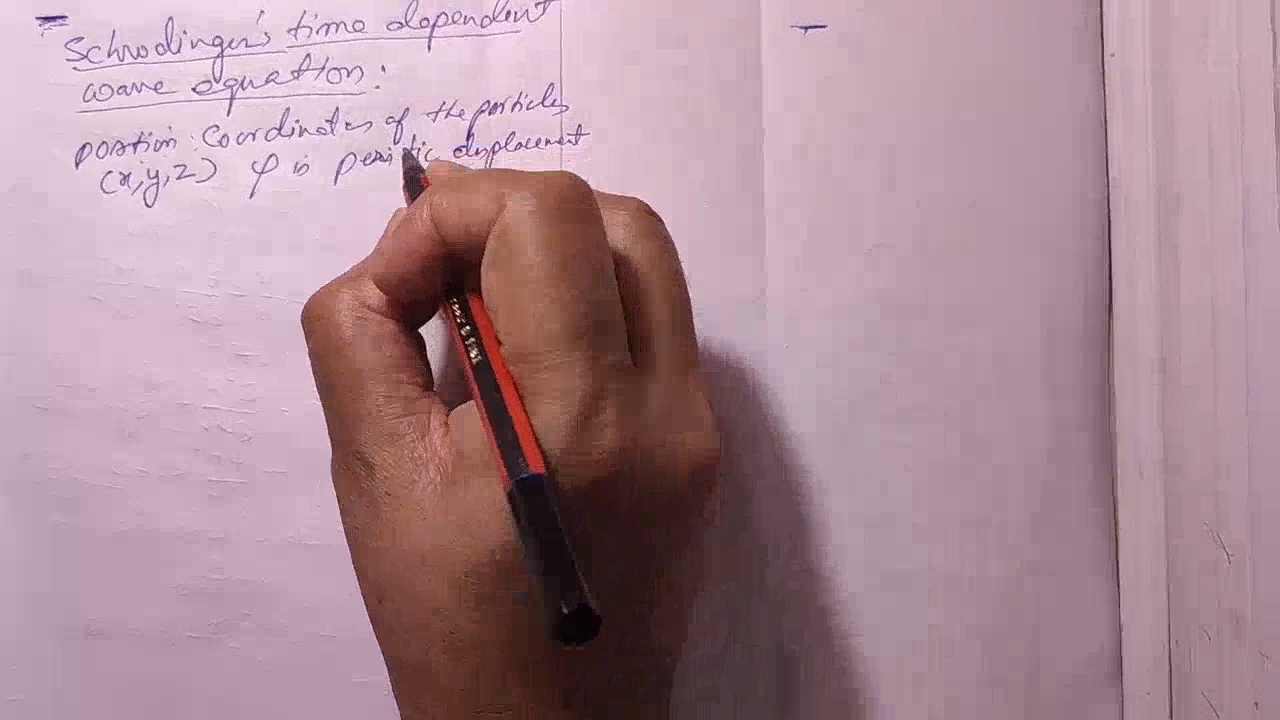 Schrodinger's time dependent
wave equation:
position coordinates of the particles
(x, y, z) φ is periodic displacement